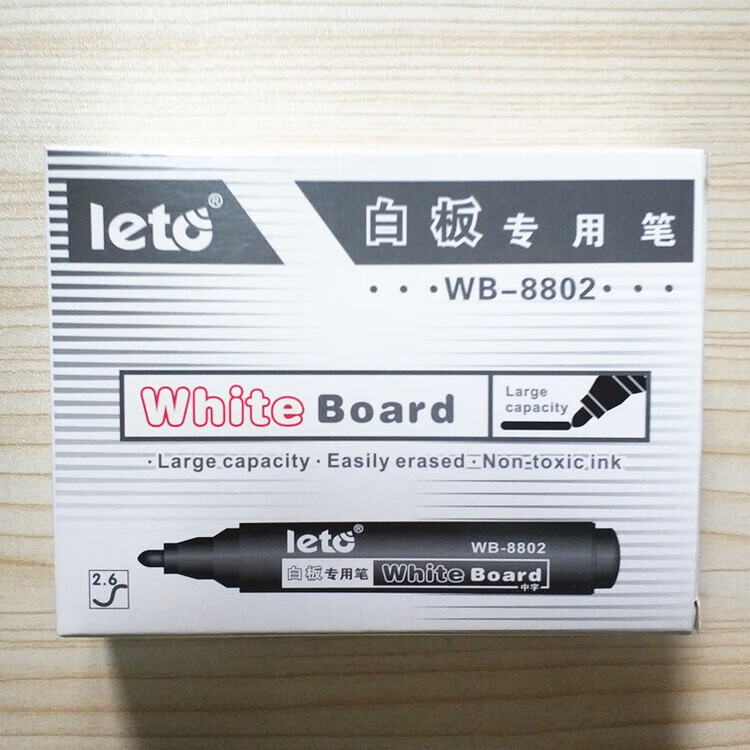 leto®
白板专用笔
···WB-8802···
White Board
Large
capacity
·Large capacity·Easily erased·Non-toxic ink
leto®
WB-8802
白板专用笔 White Board
中字
2.6